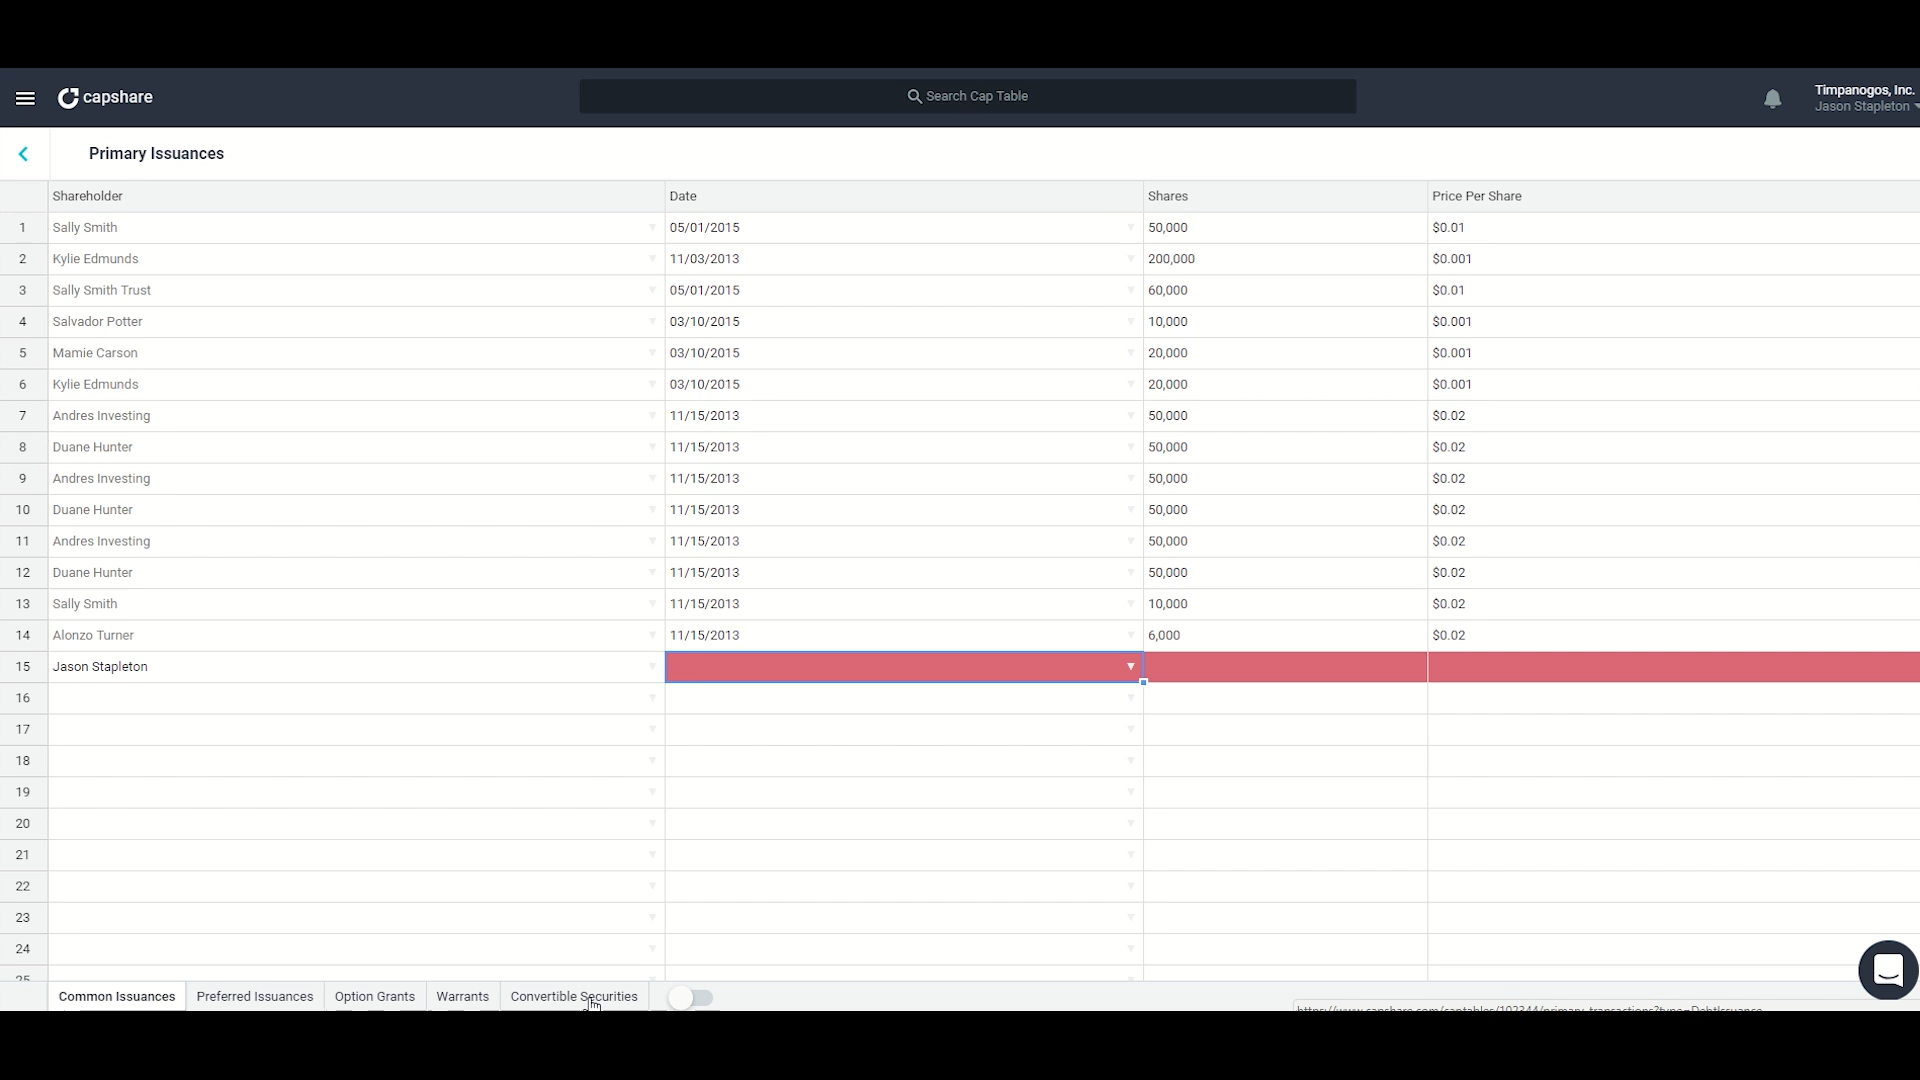 capshare
Search Cap Table
Timpanogos, Inc.
Jason Stapleton
Primary Issuances
Shareholder Date Shares Price Per Share
1 Sally Smith 05/01/2015 50,000 $0.01
2 Kylie Edmunds 11/03/2013 200,000 $0.001
3 Sally Smith Trust 05/01/2015 60,000 $0.01
4 Salvador Potter 03/10/2015 10,000 $0.001
5 Mamie Carson 03/10/2015 20,000 $0.001
6 Kylie Edmunds 03/10/2015 20,000 $0.001
7 Andres Investing 11/15/2013 50,000 $0.02
8 Duane Hunter 11/15/2013 50,000 $0.02
9 Andres Investing 11/15/2013 50,000 $0.02
10 Duane Hunter 11/15/2013 50,000 $0.02
11 Andres Investing 11/15/2013 50,000 $0.02
12 Duane Hunter 11/15/2013 50,000 $0.02
13 Sally Smith 11/15/2013 10,000 $0.02
14 Alonzo Turner 11/15/2013 6,000 $0.02
15 Jason Stapleton
16
17
18
19
20
21
22
23
24
25
Common Issuances Preferred Issuances Option Grants Warrants Convertible Securities